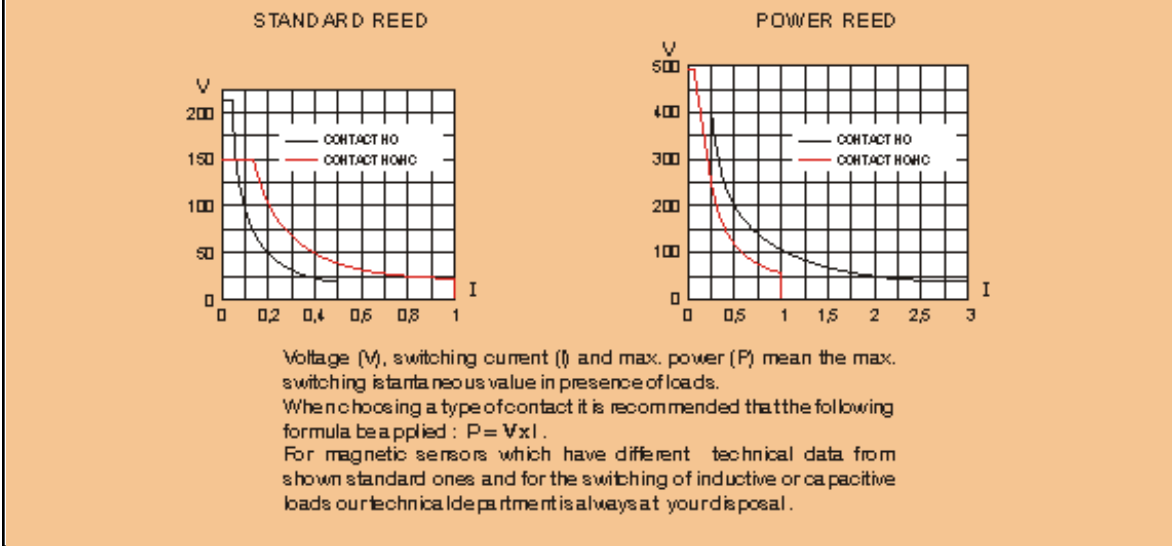 STANDARD REED
POWER REED
V
200
150
100
50
0
CONTACT NO
CONTACT NO/NC
I
0 0,2 0,4 0,6 0,8 1
V
500
400
300
200
100
0
CONTACT NO
CONTACT NO/NC
I
0 0,5 1 1,5 2 2,5 3
Voltage (V), switching current (I) and max. power (P) mean the max.
switching istantaneous value in presence of loads.
When choosing a type of contact it is recommended that the following
formula be applied : P = VxI .
For magnetic sensors which have different technical data from
shown standard ones and for the switching of inductive or capacitive
loads our technical department is always at your disposal .